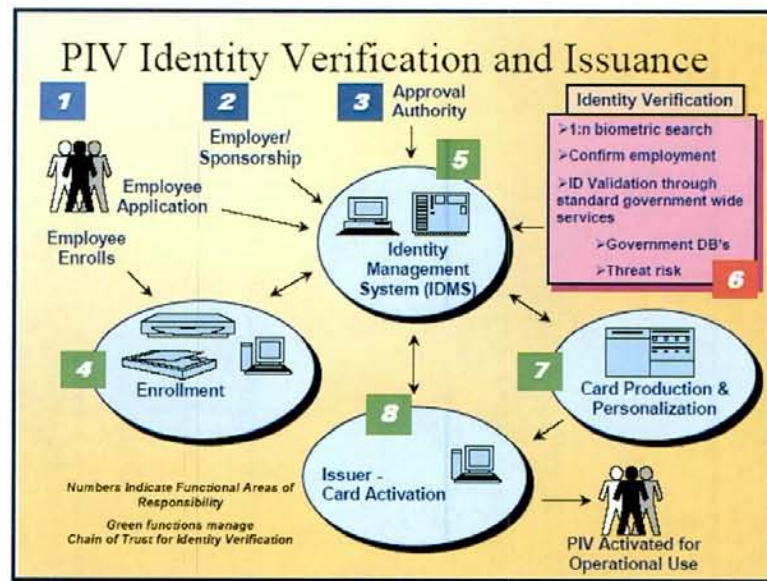 PIV Identity Verification and Issuance
1
2
3
Approval
Authority
Identity Verification
Employer/
Sponsorship
Employee
Application
Employee
Enrolls
5
Identity
Management
System (IDMS)
➤1:n biometric search
➤Confirm employment
➤ID Validation through
standard government wide
services
➤Government DB's
➤Threat risk
6
4
Enrollment
7
Card Production &
Personalization
8
Issuer -
Card Activation
Numbers Indicate Functional Areas of
Responsibility
Green functions manage
Chain of Trust for Identity Verification
PIV Activated for
Operational Use